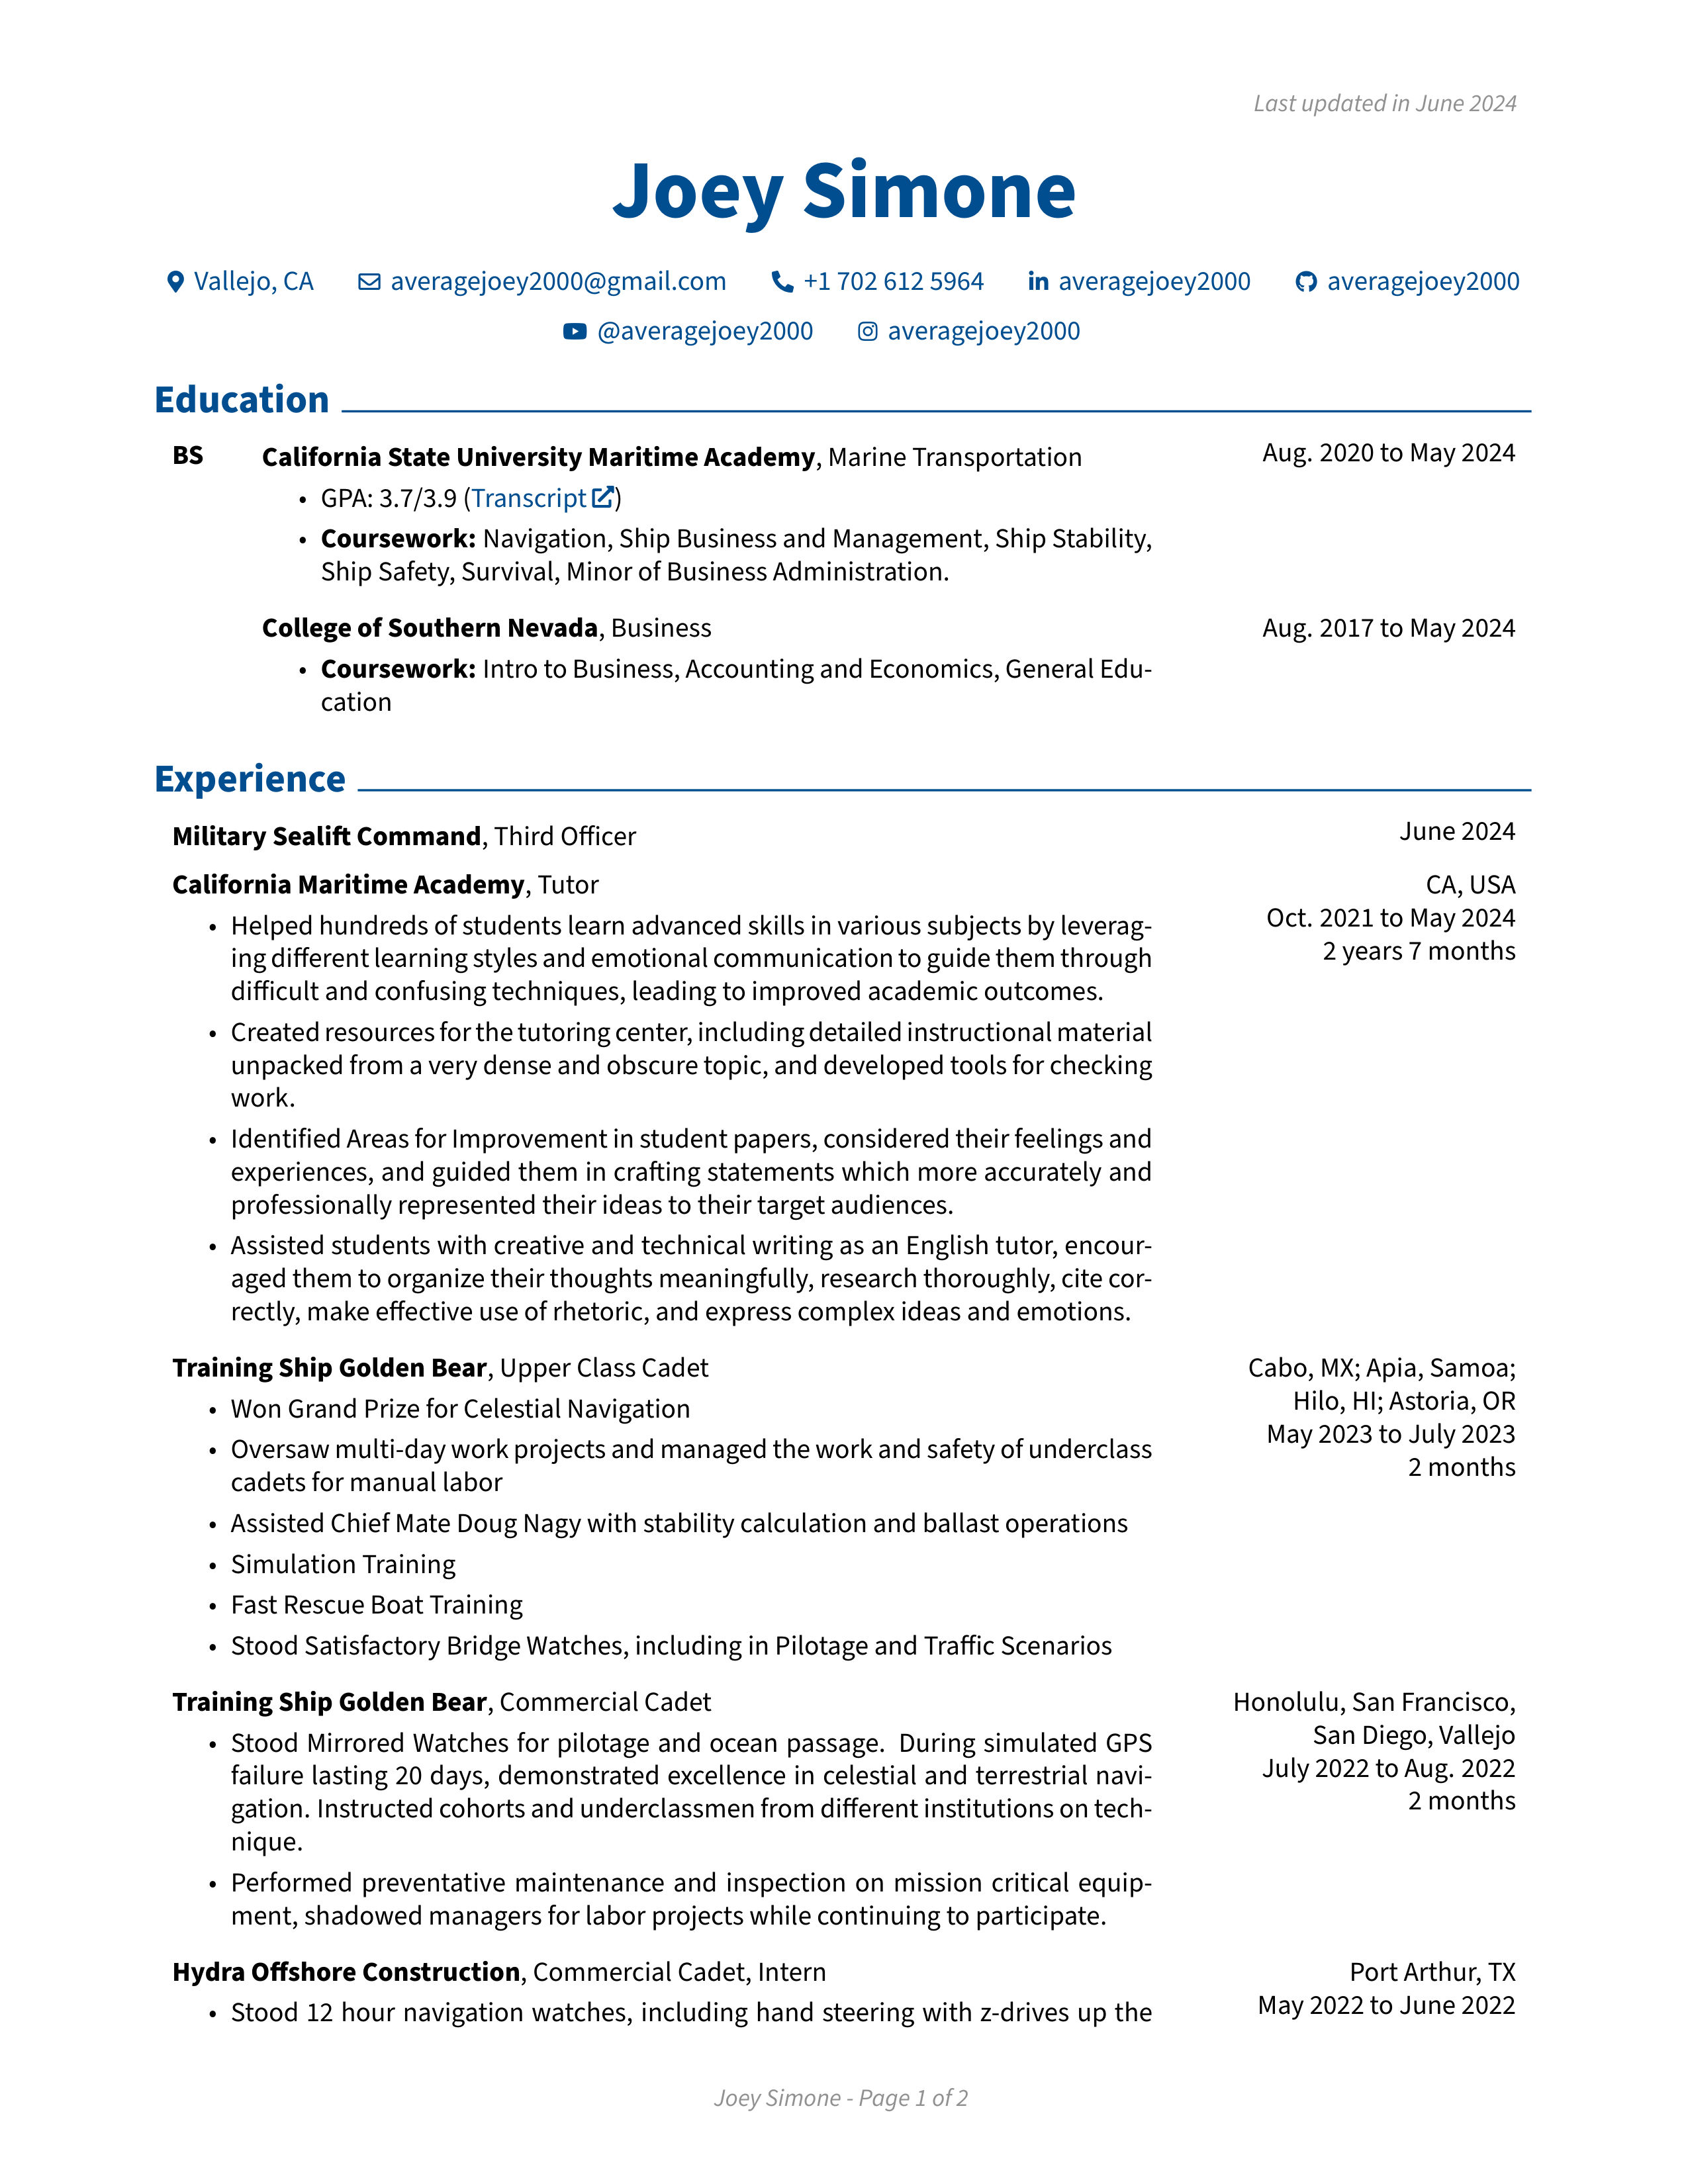 Last updated in June 2024
Joey Simone
Vallejo, CA averagejoey2000@gmail.com +1 702 612 5964 averagejoey2000 averagejoey2000
@averagejoey2000 averagejoey2000
Education
BS California State University Maritime Academy, Marine Transportation Aug. 2020 to May 2024
• GPA: 3.7/3.9 (Transcript)
• Coursework: Navigation, Ship Business and Management, Ship Stability,
Ship Safety, Survival, Minor of Business Administration.
College of Southern Nevada, Business Aug. 2017 to May 2024
• Coursework: Intro to Business, Accounting and Economics, General Edu-
cation
Experience
Military Sealift Command, Third Officer June 2024
California Maritime Academy, Tutor CA, USA
• Helped hundreds of students learn advanced skills in various subjects by leverag- Oct. 2021 to May 2024
ing different learning styles and emotional communication to guide them through 2 years 7 months
difficult and confusing techniques, leading to improved academic outcomes.
• Created resources for the tutoring center, including detailed instructional material
unpacked from a very dense and obscure topic, and developed tools for checking
work.
• Identified Areas for Improvement in student papers, considered their feelings and
experiences, and guided them in crafting statements which more accurately and
professionally represented their ideas to their target audiences.
• Assisted students with creative and technical writing as an English tutor, encour-
aged them to organize their thoughts meaningfully, research thoroughly, cite cor-
rectly, make effective use of rhetoric, and express complex ideas and emotions.
Training Ship Golden Bear, Upper Class Cadet Cabo, MX; Apia, Samoa;
• Won Grand Prize for Celestial Navigation Hilo, HI; Astoria, OR
• Oversaw multi-day work projects and managed the work and safety of underclass May 2023 to July 2023
cadets for manual labor 2 months
• Assisted Chief Mate Doug Nagy with stability calculation and ballast operations
• Simulation Training
• Fast Rescue Boat Training
• Stood Satisfactory Bridge Watches, including in Pilotage and Traffic Scenarios
Training Ship Golden Bear, Commercial Cadet Honolulu, San Francisco,
• Stood Mirrored Watches for pilotage and ocean passage. During simulated GPS San Diego, Vallejo
failure lasting 20 days, demonstrated excellence in celestial and terrestrial navi- July 2022 to Aug. 2022
gation. Instructed cohorts and underclassmen from different institutions on tech- 2 months
nique.
• Performed preventative maintenance and inspection on mission critical equip-
ment, shadowed managers for labor projects while continuing to participate.
Hydra Offshore Construction, Commercial Cadet, Intern Port Arthur, TX
• Stood 12 hour navigation watches, including hand steering with z-drives up the May 2022 to June 2022
Joey Simone - Page 1 of 2